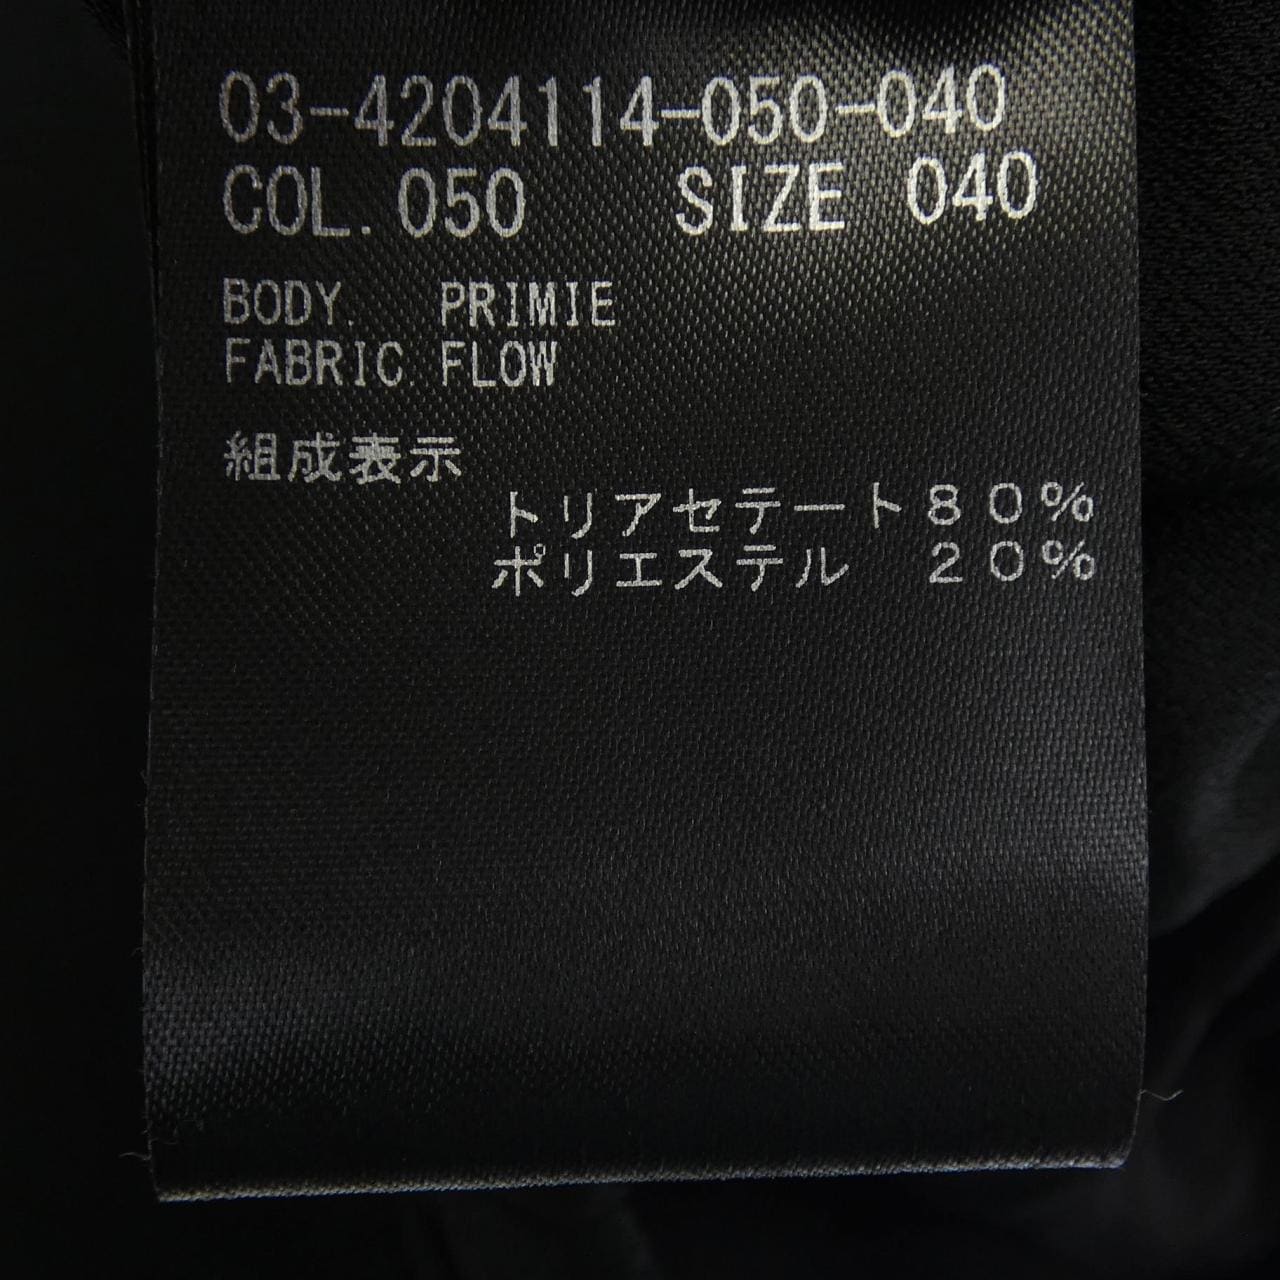 03-4204114-050-040
COL. 050 SIZE 040
BODY. PRIMIE
FABRIC. FLOW
組成表示
トリアセテート８０％
ポリエステル　２０％